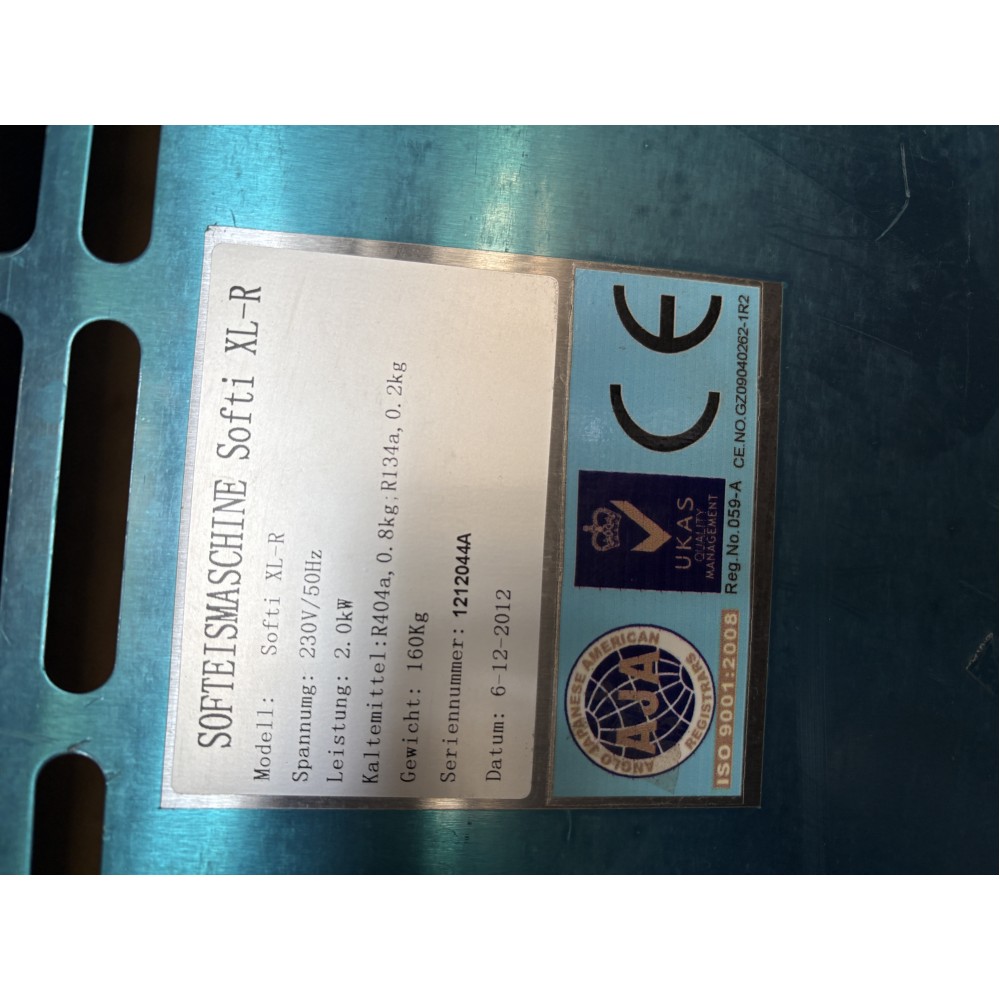 SOFTEISMASCHINE Softi XL-R
Modell: Softi XL-R
Spannumg: 230V/50Hz
Leistung: 2.0kW
Kaltemittel:R404a, 0.8kg;R134a, 0.2kg
Gewicht: 160Kg
Seriennummer: 1212044A
Datum: 6-12-2012
ANGLO JAPANESE AMERICAN
AJA
REGISTRARS
ISO 9001:2008
UKAS
QUALITY
MANAGEMENT
Reg.No.059-A
CE
CE.NO.GZ09040262-1R2